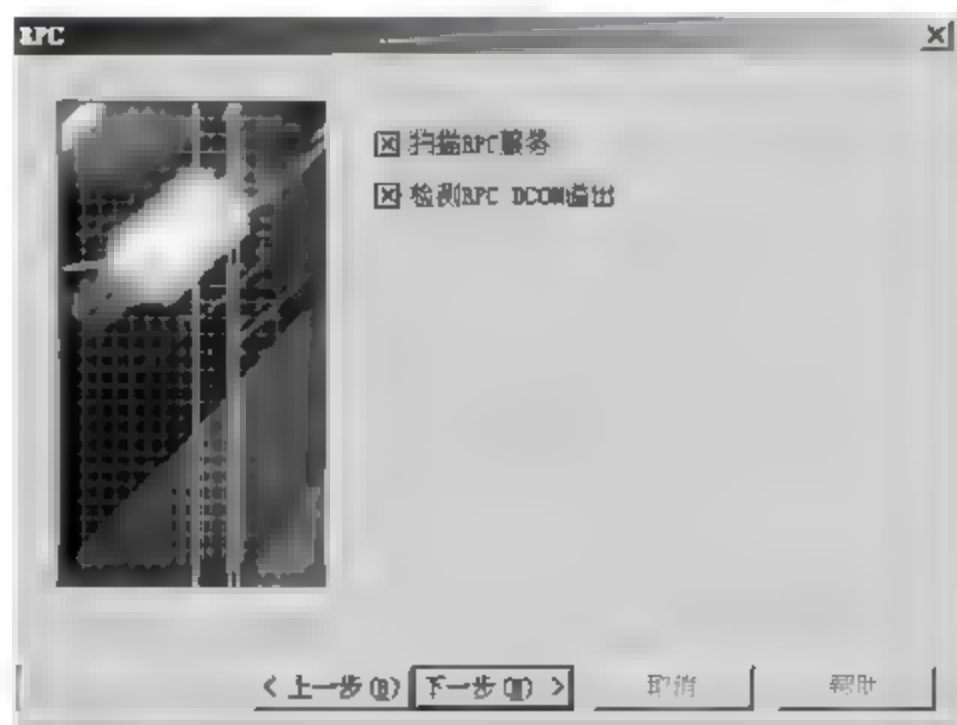 RPC
扫描RPC服务
检测RPC DCOM溢出
< 上一步(B)
下一步(N) >
取消
帮助